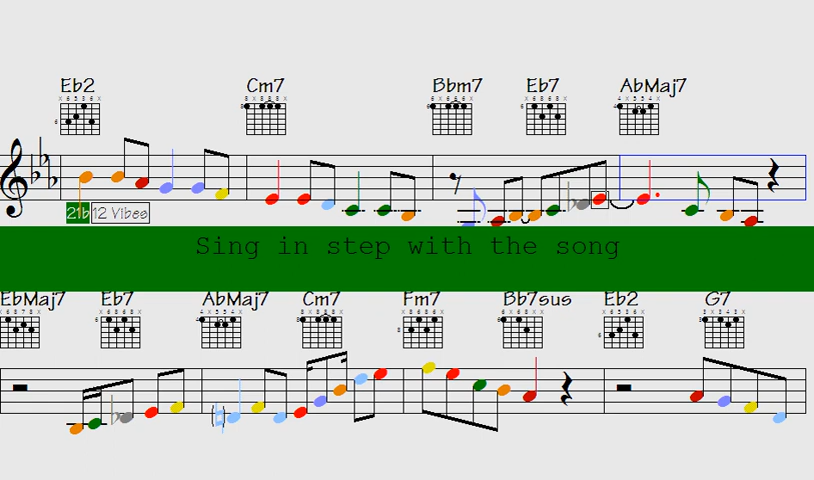 Eb2 Cm7 Bbm7 Eb7 AbMaj7
21b 12 Vibes
Sing in step with the song
EbMaj7 Eb7 AbMaj7 Cm7 Fm7 Bb7sus Eb2 G7